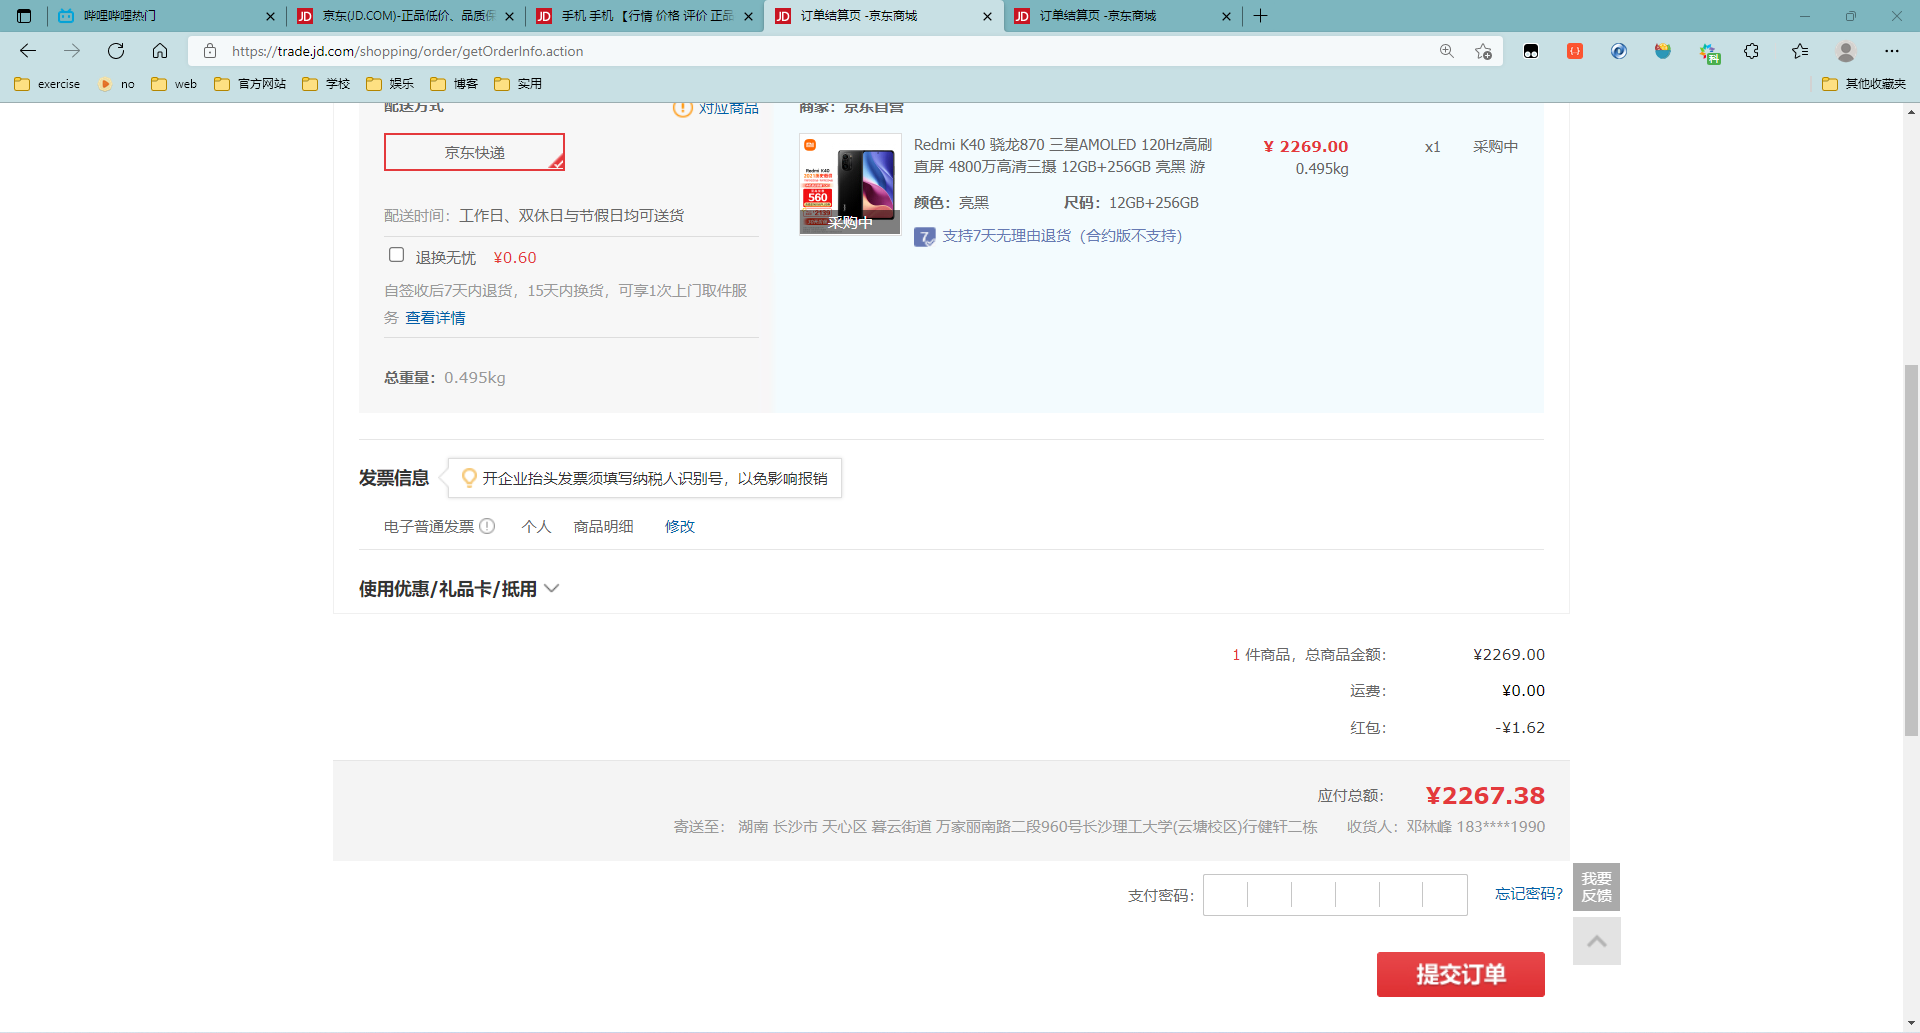 哔哩哔哩热门
京东(JD.COM)-正品低价、品质保
手机 手机 【行情 价格 评价 正品
订单结算页 -京东商城
订单结算页 -京东商城
https://trade.jd.com/shopping/order/getOrderInfo.action
exercise
no
web
官方网站
学校
娱乐
博客
实用
其他收藏夹
配送方式
对应商品
商家：京东自营
京东快递
Redmi K40
560
采购中
Redmi K40 骁龙870 三星AMOLED 120Hz高刷
直屏 4800万高清三摄 12GB+256GB 亮黑 游
¥ 2269.00
x1
采购中
0.495kg
颜色：亮黑
尺码：12GB+256GB
7 支持7天无理由退货（合约版不支持）
配送时间：工作日、双休日与节假日均可送货
退换无忧 ¥0.60
自签收后7天内退货，15天内换货，可享1次上门取件服
务 查看详情
总重量：0.495kg
发票信息
开企业抬头发票须填写纳税人识别号，以免影响报销
电子普通发票 个人 商品明细 修改
使用优惠/礼品卡/抵用
1 件商品，总商品金额： ¥2269.00
运费： ¥0.00
红包： -¥1.62
应付总额： ¥2267.38
寄送至： 湖南 长沙市 天心区 暮云街道 万家丽南路二段960号长沙理工大学(云塘校区)行健轩二栋 收货人：邓林峰 183****1990
支付密码：
忘记密码?
我要
反馈
提交订单